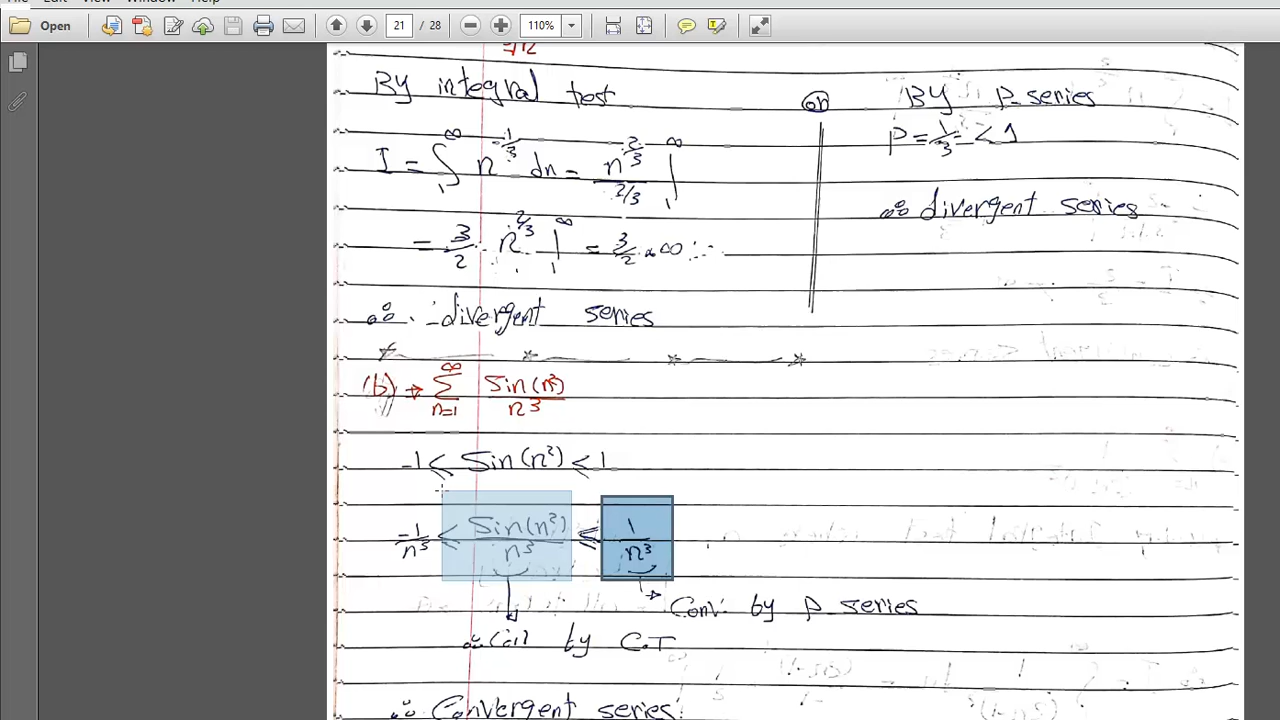 Open
21 / 28
110%
By integral test
I = ∫₁^∞ n^(-1/3) dn = n^(2/3) / (2/3) |₁^∞
= 3/2 · n^(2/3) |₁^∞ = 3/2 · ∞
∴ divergent series
or
BY P-series
P = 1/3 < 1
∴ divergent series
(b) → ∑_(n=1)^∞ Sin(n²) / n³
-1 ≤ Sin(n²) ≤ 1
-1/n³ ≤ Sin(n²)/n³ ≤ 1/n³
Conv. by P series
by C.T
∴ Convergent series.